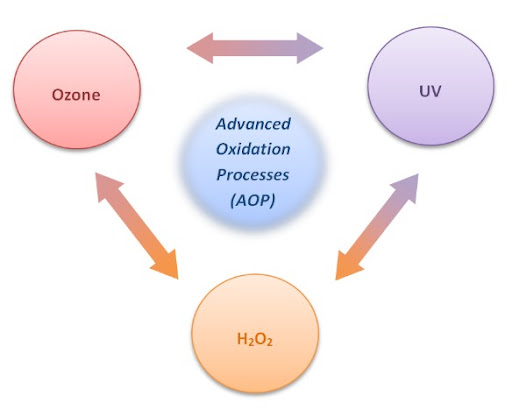 Ozone
UV
Advanced
Oxidation
Processes
(AOP)
H₂O₂